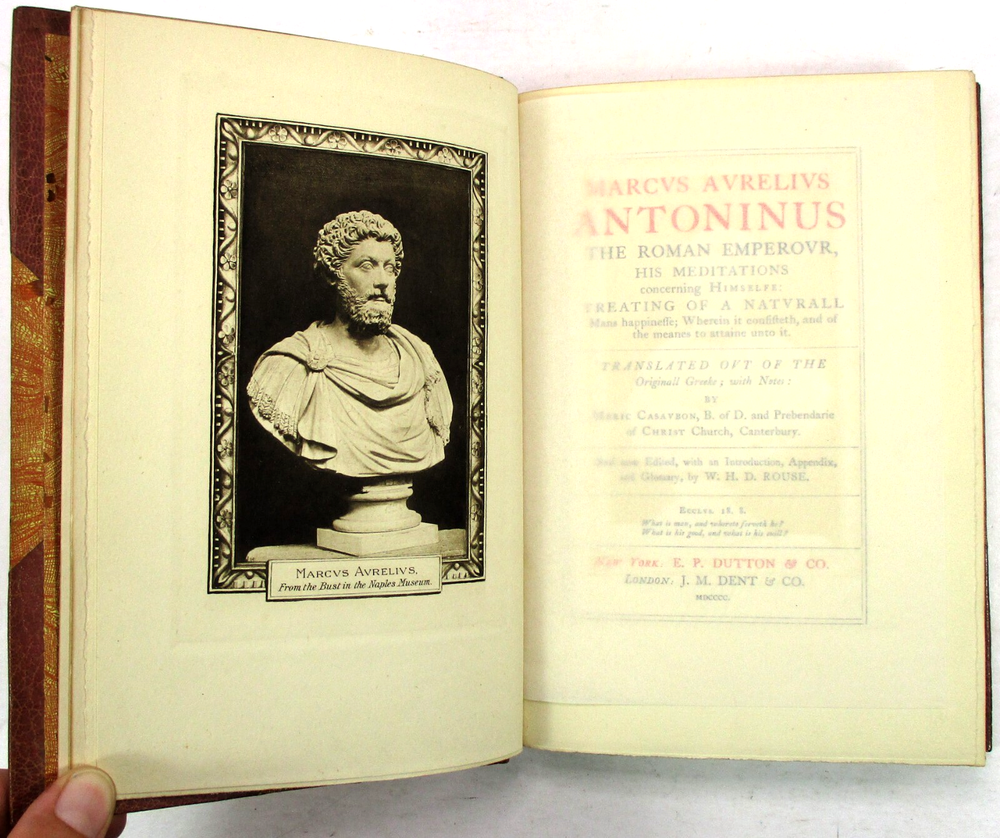 MARCVS AVRELIVS.
From the Bust in the Naples Museum.
MARCVS AVRELIVS
ANTONINUS
THE ROMAN EMPEROVR,
HIS MEDITATIONS
concerning HIMSELFE:
TREATING OF A NATVRALL
Mans happinesse; Wherein it consisteth, and of
the meanes to attaine unto it.
TRANSLATED OVT OF THE
Originall Greeke; with Notes:
BY
MERIC CASAVBON, B. of D. and Prebendarie
of CHRIST Church, Canterbury.
And now Edited, with an Introduction, Appendix,
and Glossary, by W. H. D. ROUSE.
ECCLVS. 18. 8.
What is man, and whereto serveth he?
What is his good, and what is his evill?
NEW YORK: E. P. DUTTON & CO.
LONDON: J. M. DENT & CO.
MDCCCC.